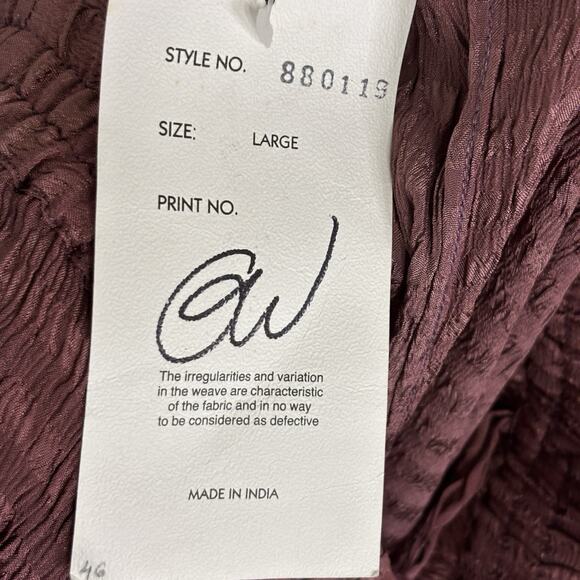 STYLE NO. 880119
SIZE: LARGE
PRINT NO.
The irregularities and variation
in the weave are characteristic
of the fabric and in no way
to be considered as defective
MADE IN INDIA
46